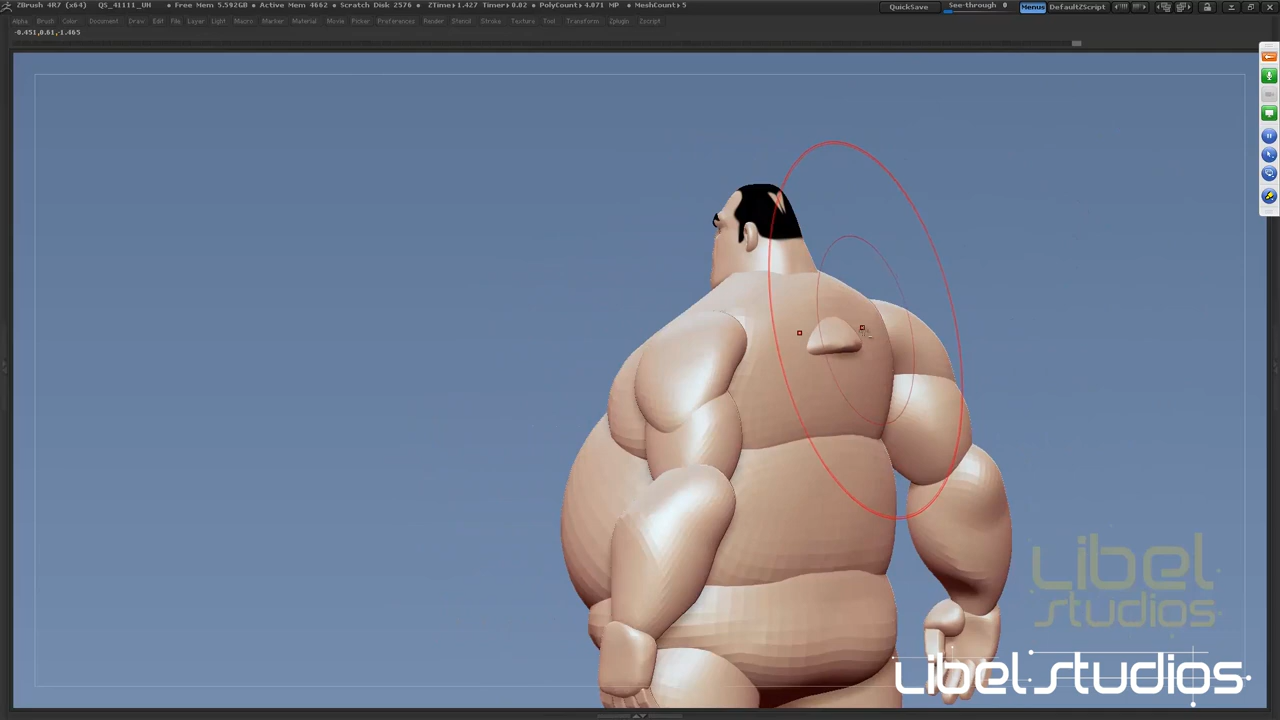 ZBrush 4R7 (x64)
QS_41111_UH
• Free Mem 5.592GB • Active Mem 4662 • Scratch Disk 2576 • ZTime▸1.427 Timer▸0.02 • PolyCount▸4.071 MP • MeshCount▸5
QuickSave
See-through 0
Menus
DefaultZScript
Alpha Brush Color Document Draw Edit File Layer Light Macro Marker Material Movie Picker Preferences Render Stencil Stroke Texture Tool Transform Zplugin Zscript
-0.451,0.61,-1.465
Libel
studios
Libel studios